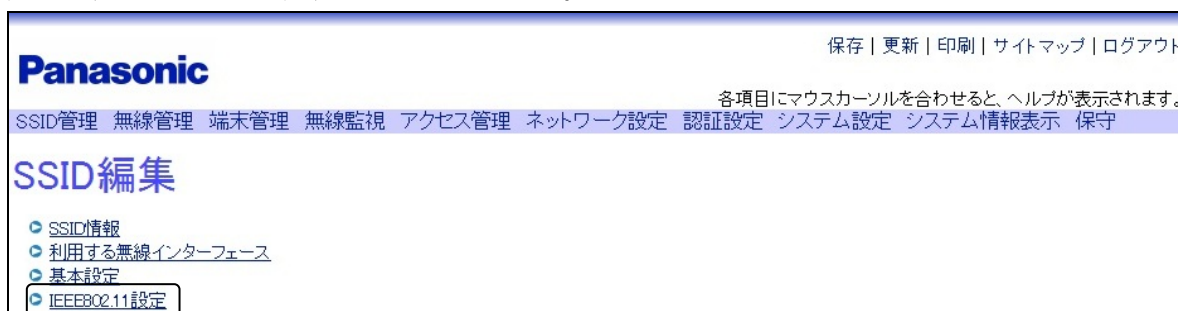 保存 | 更新 | 印刷 | サイトマップ | ログアウト
Panasonic
各項目にマウスカーソルを合わせると、ヘルプが表示されます。
SSID管理 無線管理 端末管理 無線監視 アクセス管理 ネットワーク設定 認証設定 システム設定 システム情報表示 保守
SSID編集
SSID情報
利用する無線インターフェース
基本設定
IEEE802.11設定